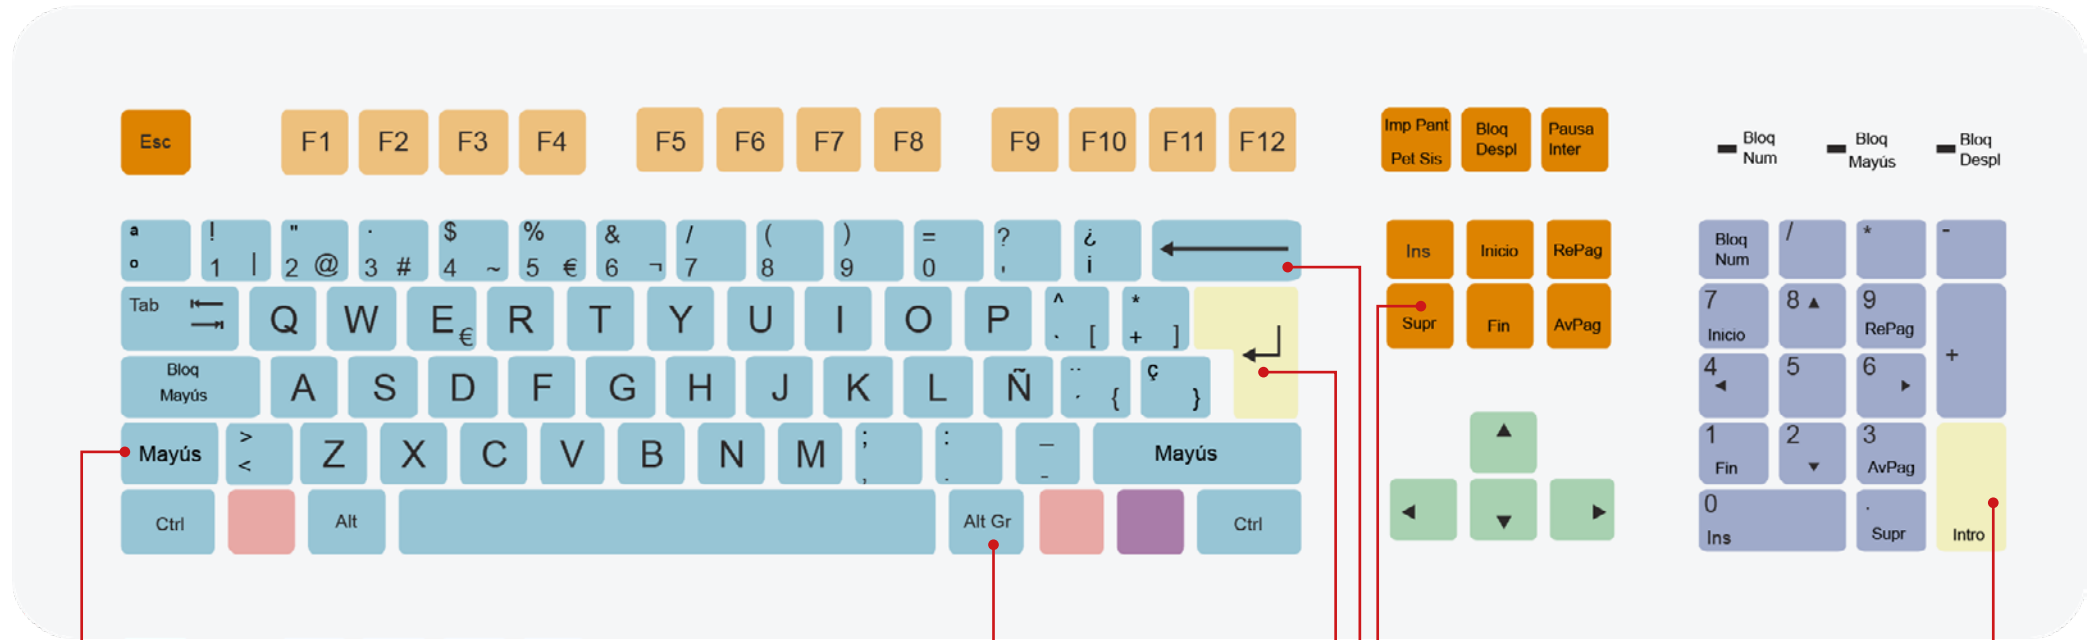 Esc F1 F2 F3 F4 F5 F6 F7 F8 F9 F10 F11 F12
Imp Pant
Pet Sis
Bloq
Despl
Pausa
Inter
Bloq
Num
Bloq
Mayús
Bloq
Despl
ª
º
!
1 |
"
2 @
·
3 #
$
4 ~
%
5 €
&
6 ¬
/
7
(
8
)
9
=
0
?
'
¿
¡
Ins Inicio RePag
Bloq
Num
/ * -
Tab Q W E € R T Y U I O P
^
` [
*
+ ]
Supr Fin AvPag
7
Inicio
8
9
RePag
+
Bloq
Mayús
A S D F G H J K L Ñ
¨
´ {
ç
}
4 5 6
Mayús
>
<
Z X C V B N M
;
,
:
.
_
-
Mayús
1
Fin
2
3
AvPag
Ctrl Alt Alt Gr Ctrl
0
Ins
.
Supr
Intro